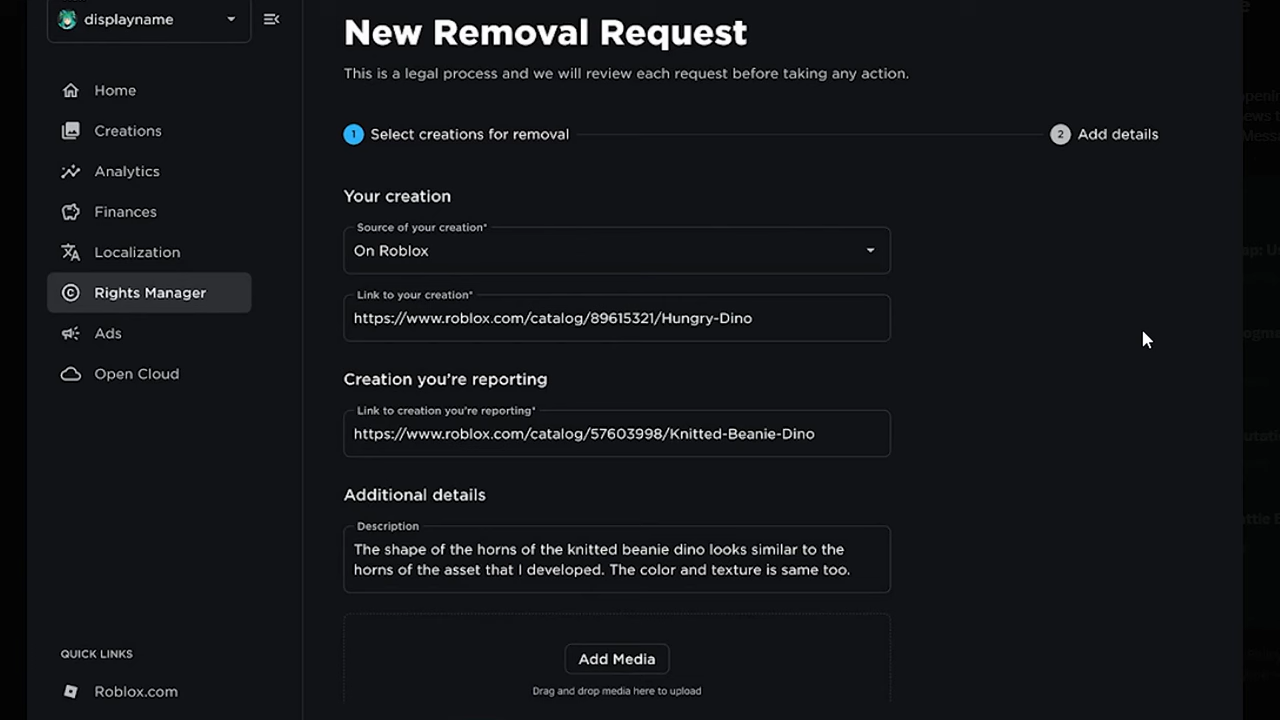 displayname
Home
Creations
Analytics
Finances
Localization
Rights Manager
Ads
Open Cloud
QUICK LINKS
Roblox.com
New Removal Request
This is a legal process and we will review each request before taking any action.
1 Select creations for removal
2 Add details
Your creation
Source of your creation*
On Roblox
Link to your creation*
https://www.roblox.com/catalog/89615321/Hungry-Dino
Creation you’re reporting
Link to creation you’re reporting*
https://www.roblox.com/catalog/57603998/Knitted-Beanie-Dino
Additional details
Description
The shape of the horns of the knitted beanie dino looks similar to the
horns of the asset that I developed. The color and texture is same too.
Add Media
Drag and drop media here to upload